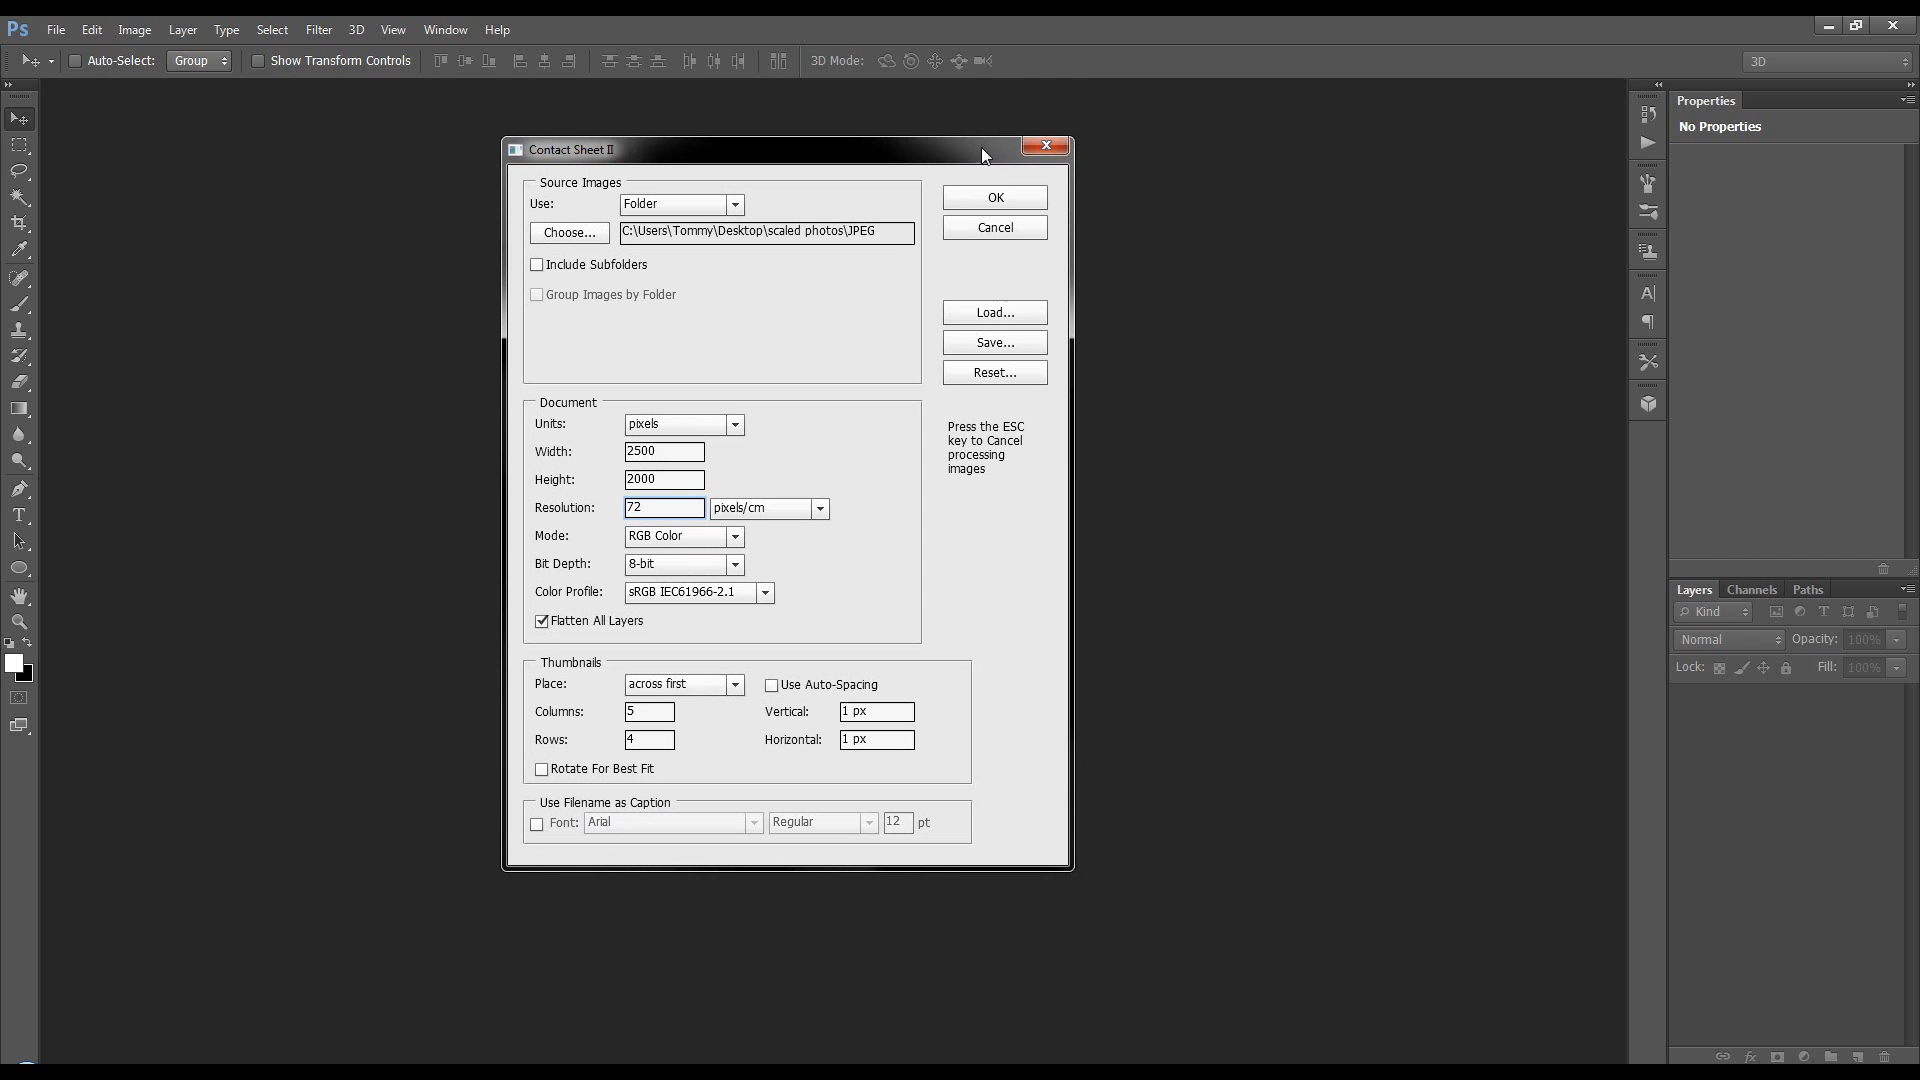 Ps File Edit Image Layer Type Select Filter 3D View Window Help
Auto-Select: Group Show Transform Controls 3D Mode: 3D
Properties
No Properties
Contact Sheet II
Source Images
Use: Folder
Choose... C:\Users\Tommy\Desktop\scaled photos\JPEG
Include Subfolders
Group Images by Folder
OK
Cancel
Load...
Save...
Reset...
Document
Units: pixels
Width: 2500
Height: 2000
Resolution: 72 pixels/cm
Mode: RGB Color
Bit Depth: 8-bit
Color Profile: sRGB IEC61966-2.1
Flatten All Layers
Press the ESC
key to Cancel
processing
images
Thumbnails
Place: across first Use Auto-Spacing
Columns: 5 Vertical: 1 px
Rows: 4 Horizontal: 1 px
Rotate For Best Fit
Use Filename as Caption
Font: Arial Regular 12 pt
Layers Channels Paths
Kind
Normal Opacity: 100%
Lock: Fill: 100%